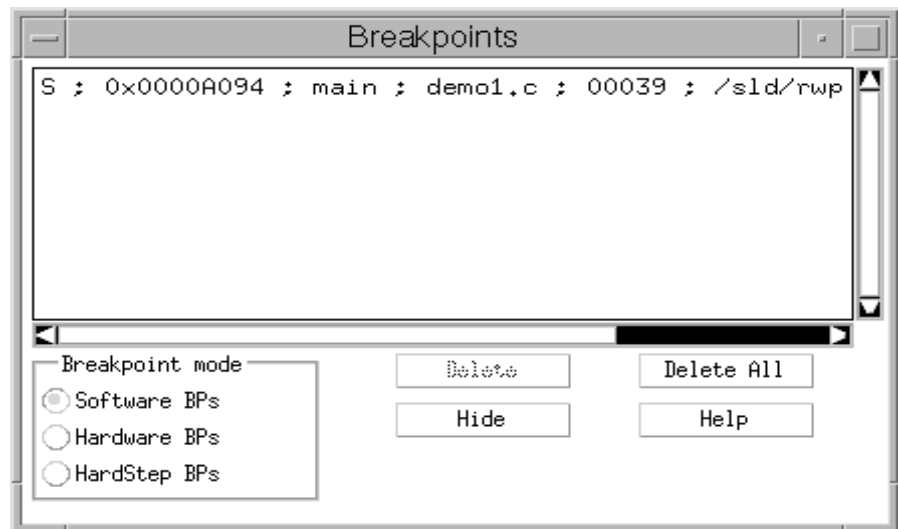 Breakpoints
S ; 0x0000A094 ; main ; demo1.c ; 00039 ; /sld/rwp
Breakpoint mode
Software BPs
Hardware BPs
HardStep BPs
Delete
Delete All
Hide
Help